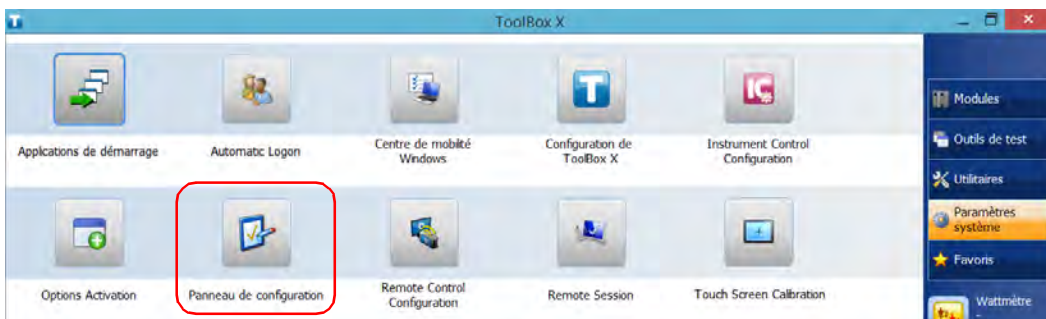 ToolBox X
Applications de démarrage
Automatic Logon
Centre de mobilité
Windows
Configuration de
ToolBox X
Instrument Control
Configuration
Options Activation
Panneau de configuration
Remote Control
Configuration
Remote Session
Touch Screen Calibration
Modules
Outils de test
Utilitaires
Paramètres
système
Favoris
Wattmètre
-